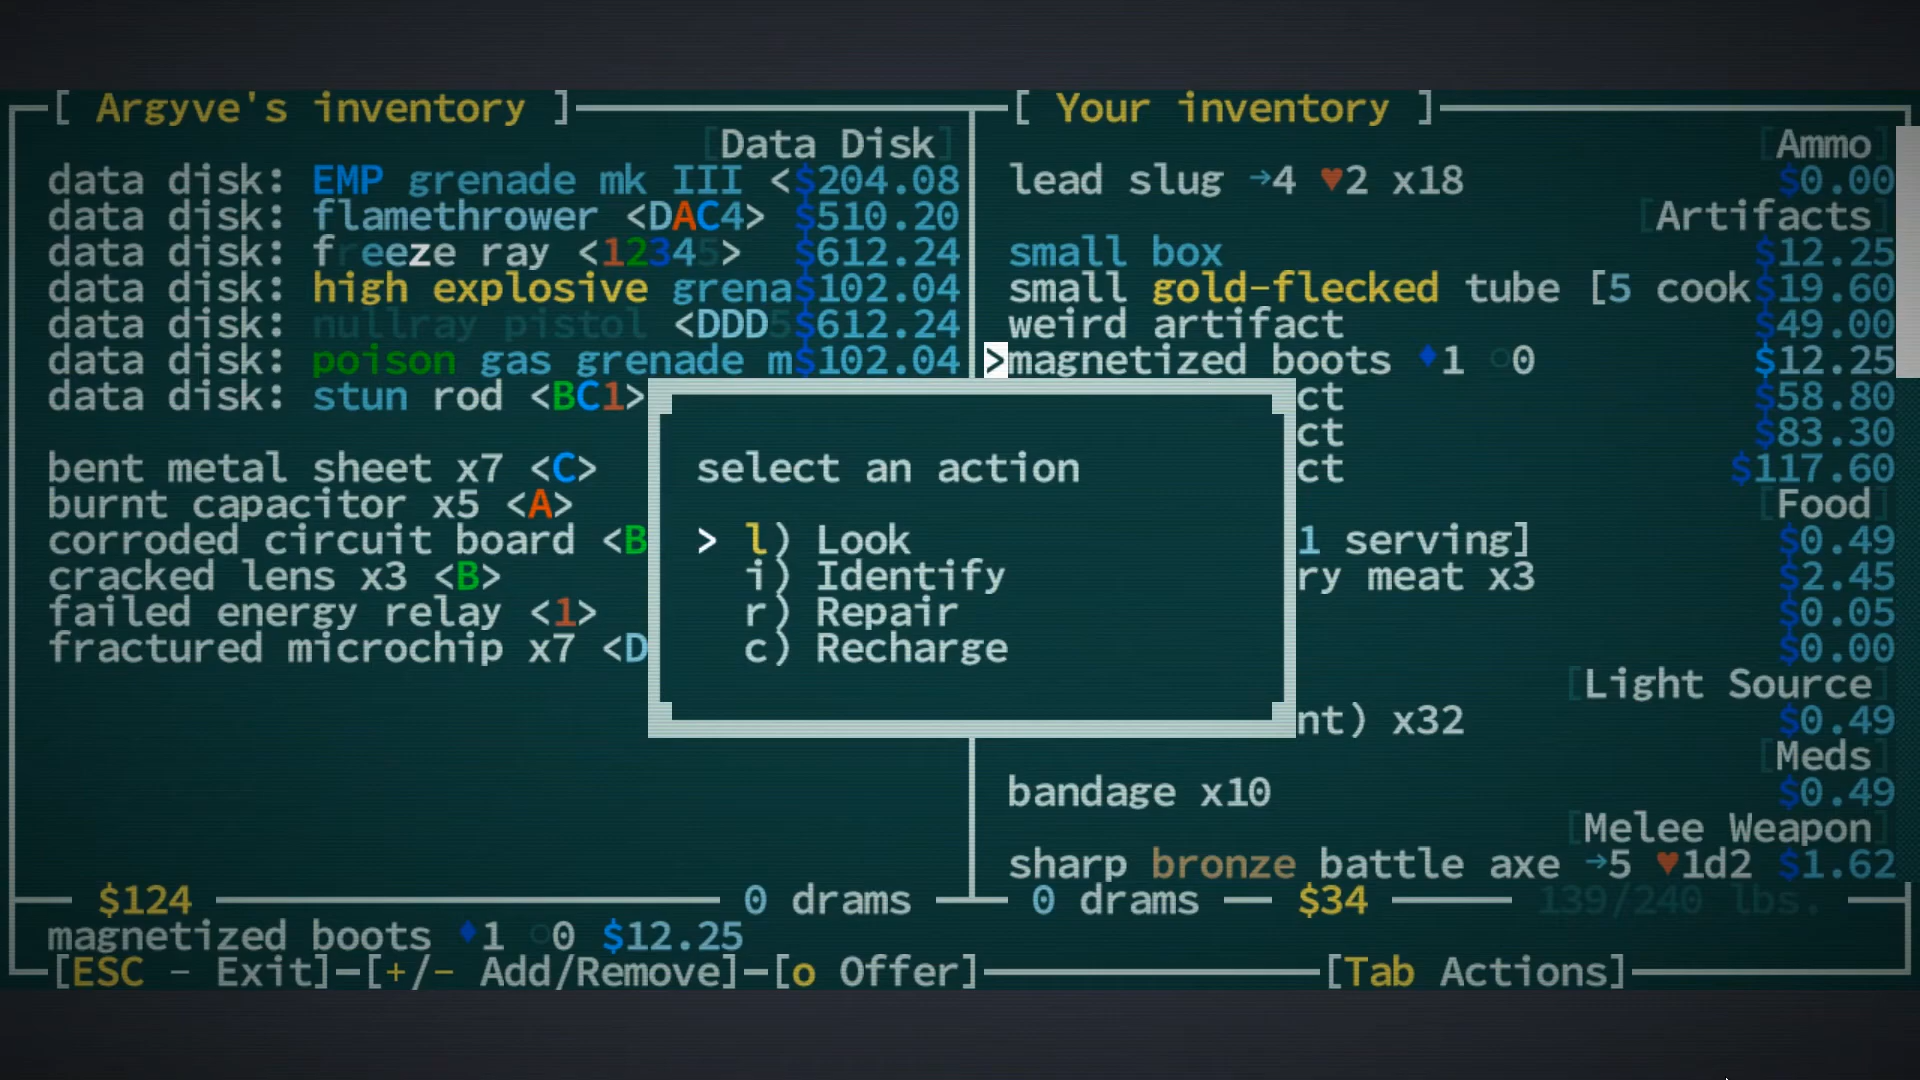 [ Argyve's inventory ]
[Data Disk]
data disk: EMP grenade mk III <$204.08
data disk: flamethrower <DAC4> $510.20
data disk: freeze ray <12345> $612.24
data disk: high explosive grena$102.04
data disk: nullray pistol <DDD5$612.24
data disk: poison gas grenade m$102.04
data disk: stun rod <BC1>
bent metal sheet x7 <C>
burnt capacitor x5 <A>
corroded circuit board <B
cracked lens x3 <B>
failed energy relay <1>
fractured microchip x7 <D
$124
0 drams
[ Your inventory ]
[Ammo]
lead slug →4 ♥2 x18 $0.00
[Artifacts]
small box $12.25
small gold-flecked tube [5 cook$19.60
weird artifact $49.00
>magnetized boots ♦1 ○0 $12.25
ct $58.80
ct $83.30
ct $117.60
[Food]
1 serving] $0.49
ry meat x3 $2.45
$0.05
$0.00
[Light Source]
nt) x32 $0.49
[Meds]
bandage x10 $0.49
[Melee Weapon]
sharp bronze battle axe →5 ♥1d2 $1.62
0 drams
$34
139/240 lbs.
select an action
> l) Look
i) Identify
r) Repair
c) Recharge
magnetized boots ♦1 ○0 $12.25
[ESC - Exit]
[+/- Add/Remove]
[o Offer]
[Tab Actions]